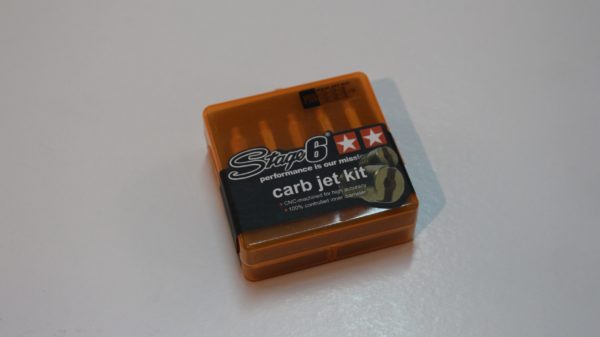 Stage6
performance is our mission
carb jet kit
CNC-machined for high accuracy
100% controlled inner diameter